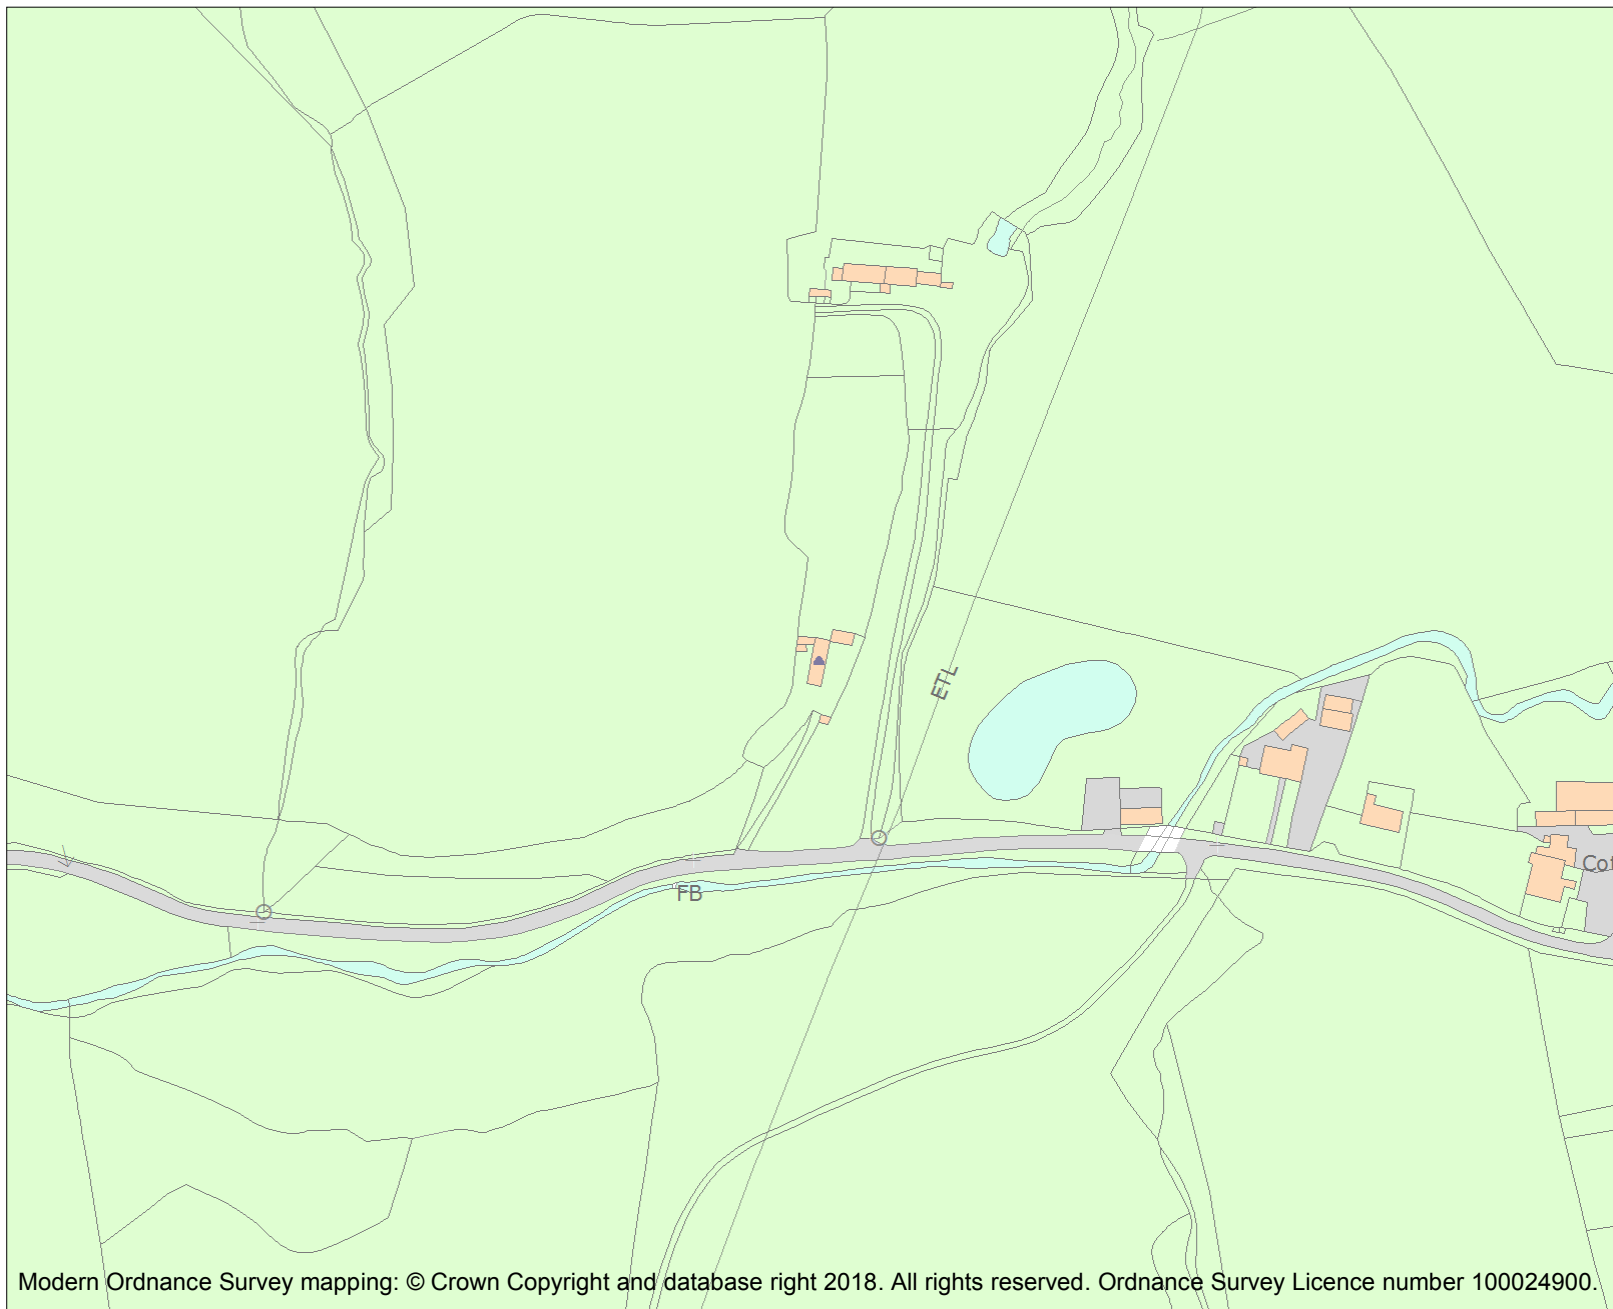 ETL
FB
Modern Ordnance Survey mapping: © Crown Copyright and database right 2018. All rights reserved. Ordnance Survey Licence number 100024900.